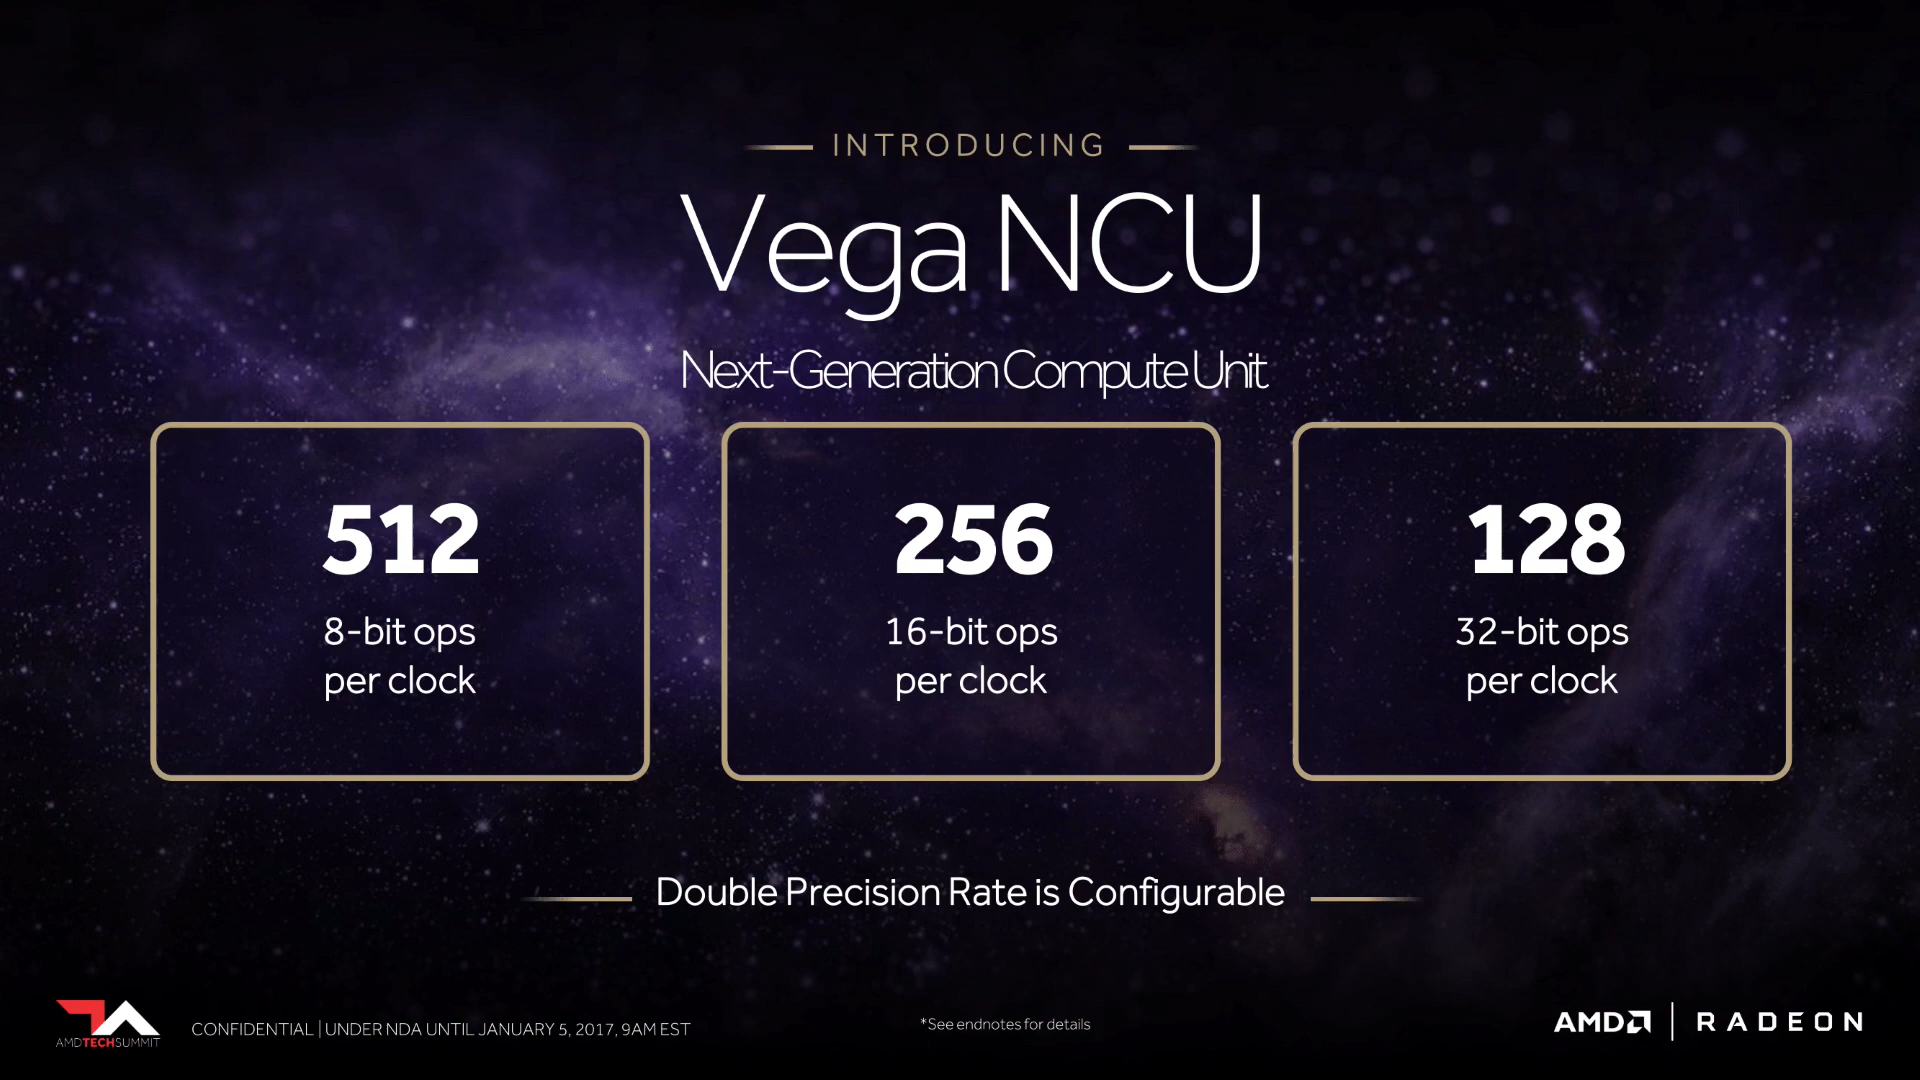 INTRODUCING
Vega NCU
Next-Generation Compute Unit
512
8-bit ops
per clock
256
16-bit ops
per clock
128
32-bit ops
per clock
Double Precision Rate is Configurable
AMDTECHSUMMIT
CONFIDENTIAL | UNDER NDA UNTIL JANUARY 5, 2017, 9AM EST
*See endnotes for details
AMD | RADEON